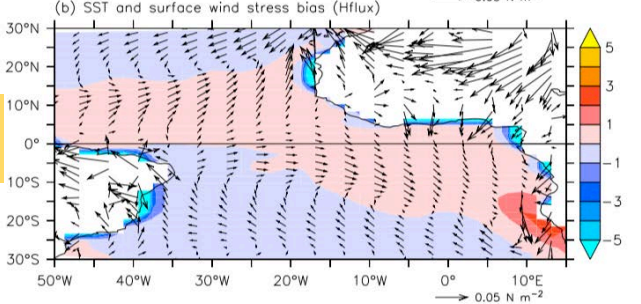 (b) SST and surface wind stress bias (Hflux)
30°N
20°N
10°N
0°
10°S
20°S
30°S
50°W 40°W 30°W 20°W 10°W 0° 10°E
5
3
1
−1
−3
−5
0.05 N m⁻²